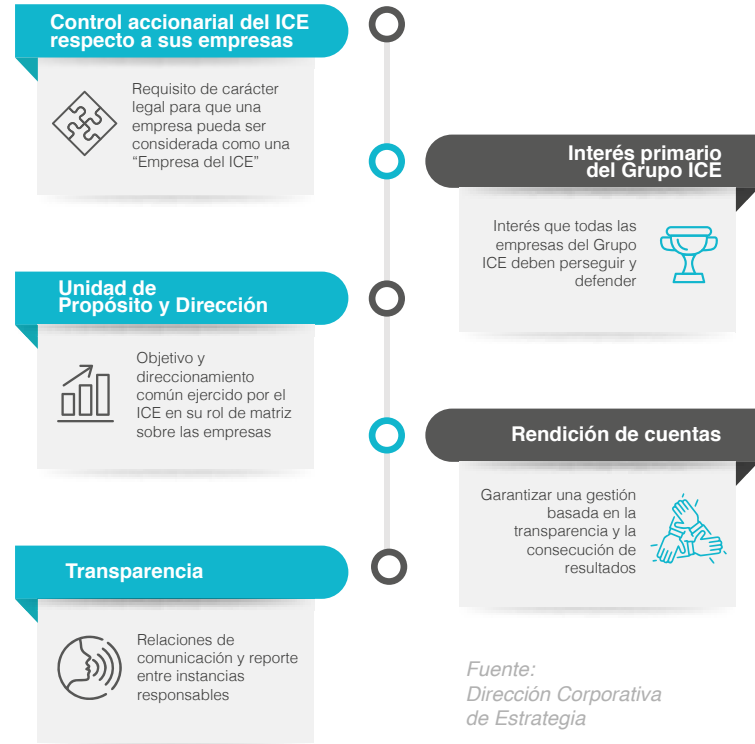 Control accionarial del ICE
respecto a sus empresas
Requisito de carácter
legal para que una
empresa pueda ser
considerada como una
“Empresa del ICE”
Interés primario
del Grupo ICE
Interés que todas las
empresas del Grupo
ICE deben perseguir y
defender
Unidad de
Propósito y Dirección
Objetivo y
direccionamiento
común ejercido por el
ICE en su rol de matriz
sobre las empresas
Rendición de cuentas
Garantizar una gestión
basada en la
transparencia y la
consecución de
resultados
Transparencia
Relaciones de
comunicación y reporte
entre instancias
responsables
Fuente:
Dirección Corporativa
de Estrategia